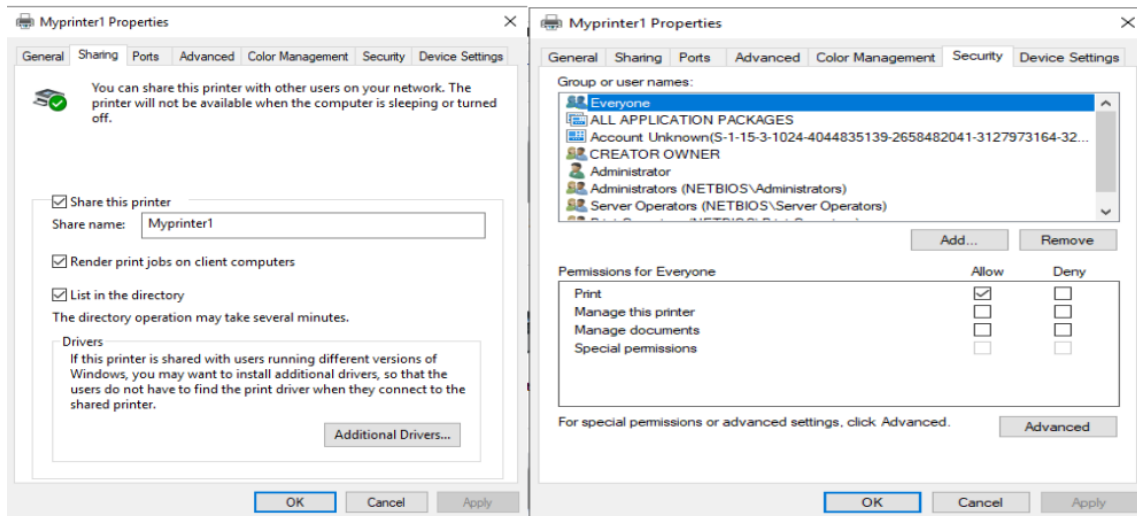 Myprinter1 Properties
General Sharing Ports Advanced Color Management Security Device Settings
You can share this printer with other users on your network. The
printer will not be available when the computer is sleeping or turned
off.
Share this printer
Share name: Myprinter1
Render print jobs on client computers
List in the directory
The directory operation may take several minutes.
Drivers
If this printer is shared with users running different versions of
Windows, you may want to install additional drivers, so that the
users do not have to find the print driver when they connect to the
shared printer.
Additional Drivers...
OK Cancel Apply
Myprinter1 Properties
General Sharing Ports Advanced Color Management Security Device Settings
Group or user names:
Everyone
ALL APPLICATION PACKAGES
Account Unknown(S-1-15-3-1024-4044835139-2658482041-3127973164-32...
CREATOR OWNER
Administrator
Administrators (NETBIOS\Administrators)
Server Operators (NETBIOS\Server Operators)
Add... Remove
Permissions for Everyone Allow Deny
Print
Manage this printer
Manage documents
Special permissions
For special permissions or advanced settings, click Advanced.
Advanced
OK Cancel Apply